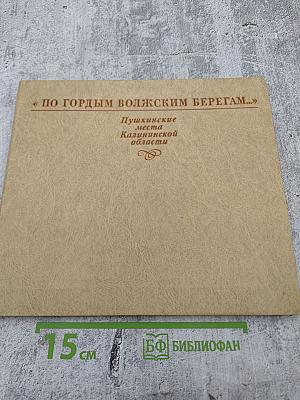 « ПО ГОРДЫМ ВОЛЖСКИМ БЕРЕГАМ...»
Пушкинские
места
Калининской
области
15 см
БФ БИБЛИОФАН